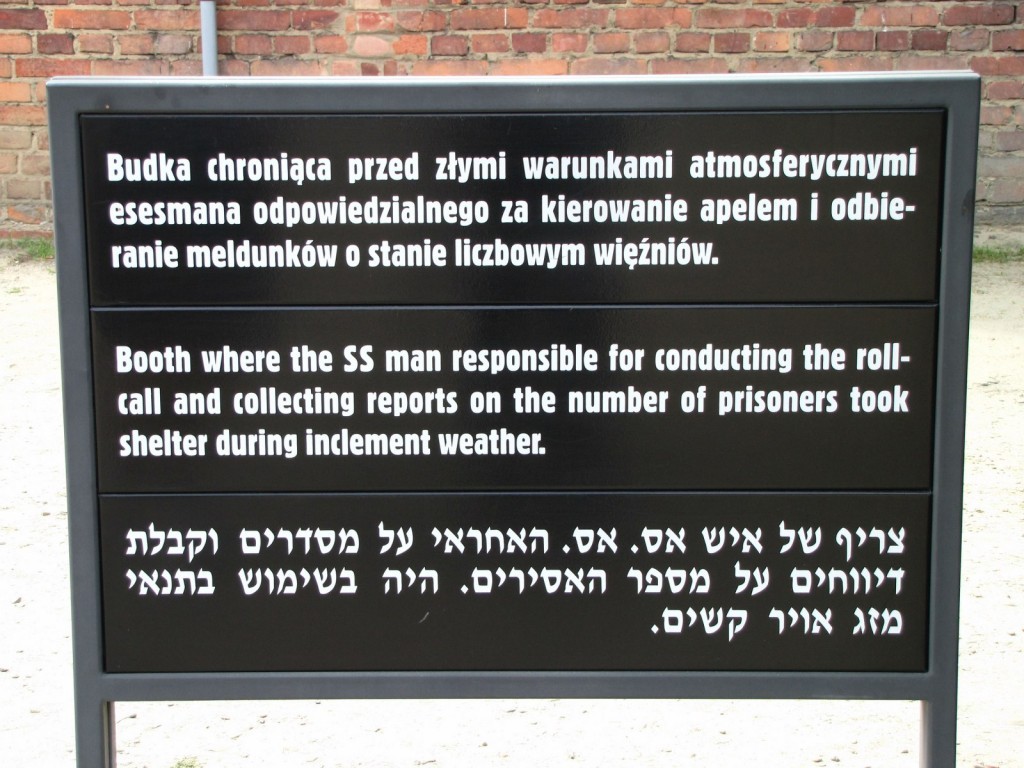 Budka chroniąca przed złymi warunkami atmosferycznymi
esesmana odpowiedzialnego za kierowanie apelem i odbie-
ranie meldunków o stanie liczbowym więźniów.
Booth where the SS man responsible for conducting the roll-
call and collecting reports on the number of prisoners took
shelter during inclement weather.
צריף של איש אס. אס. האחראי על מסדרים וקבלת
דיווחים על מספר האסירים. היה בשימוש בתנאי
מזג אויר קשים.